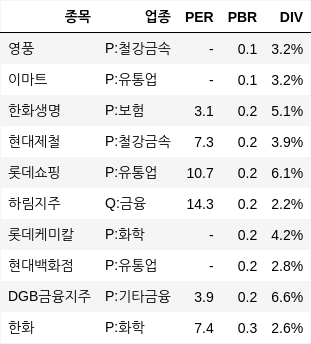 종목 업종 PER PBR DIV
영풍 P:철강금속 - 0.1 3.2%
이마트 P:유통업 - 0.1 3.2%
한화생명 P:보험 3.1 0.2 5.1%
현대제철 P:철강금속 7.3 0.2 3.9%
롯데쇼핑 P:유통업 10.7 0.2 6.1%
하림지주 Q:금융 14.3 0.2 2.2%
롯데케미칼 P:화학 - 0.2 4.2%
현대백화점 P:유통업 - 0.2 2.8%
DGB금융지주 P:기타금융 3.9 0.2 6.6%
한화 P:화학 7.4 0.3 2.6%